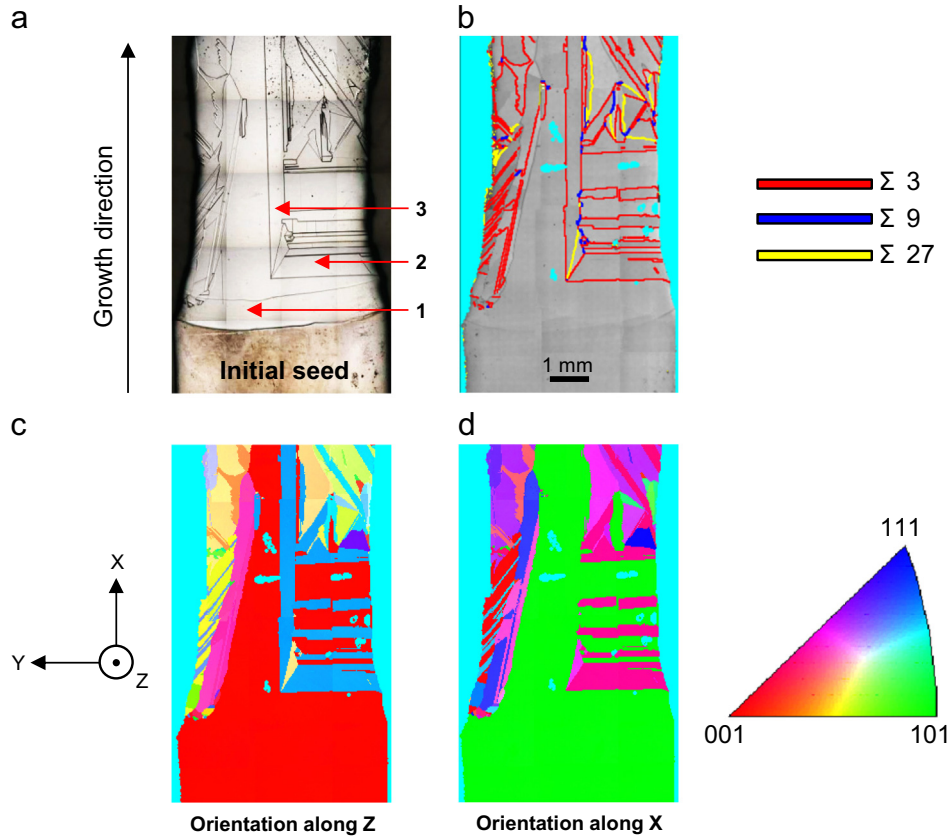 a
b
Growth direction
3
2
1
Initial seed
1 mm
Σ 3
Σ 9
Σ 27
c
d
X
Y
Z
111
001
101
Orientation along Z
Orientation along X